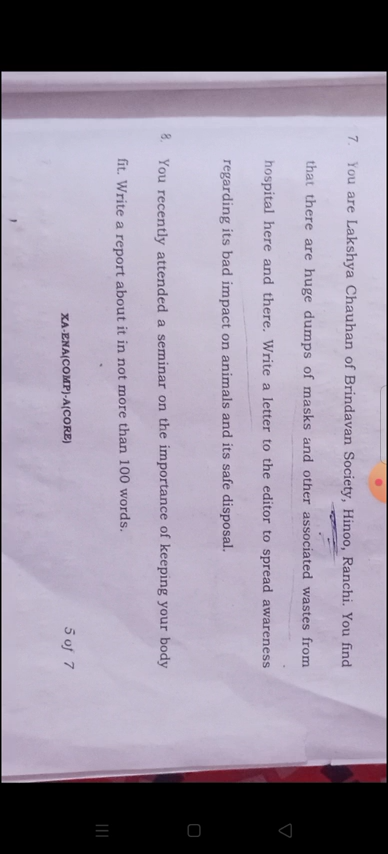 7. You are Lakshya Chauhan of Brindavan Society, Hinoo, Ranchi. You find
that there are huge dumps of masks and other associated wastes from
hospital here and there. Write a letter to the editor to spread awareness
regarding its bad impact on animals and its safe disposal.
8. You recently attended a seminar on the importance of keeping your body
fit. Write a report about it in not more than 100 words.
XA-ENA(COMP)-A(CORE)
5 of 7